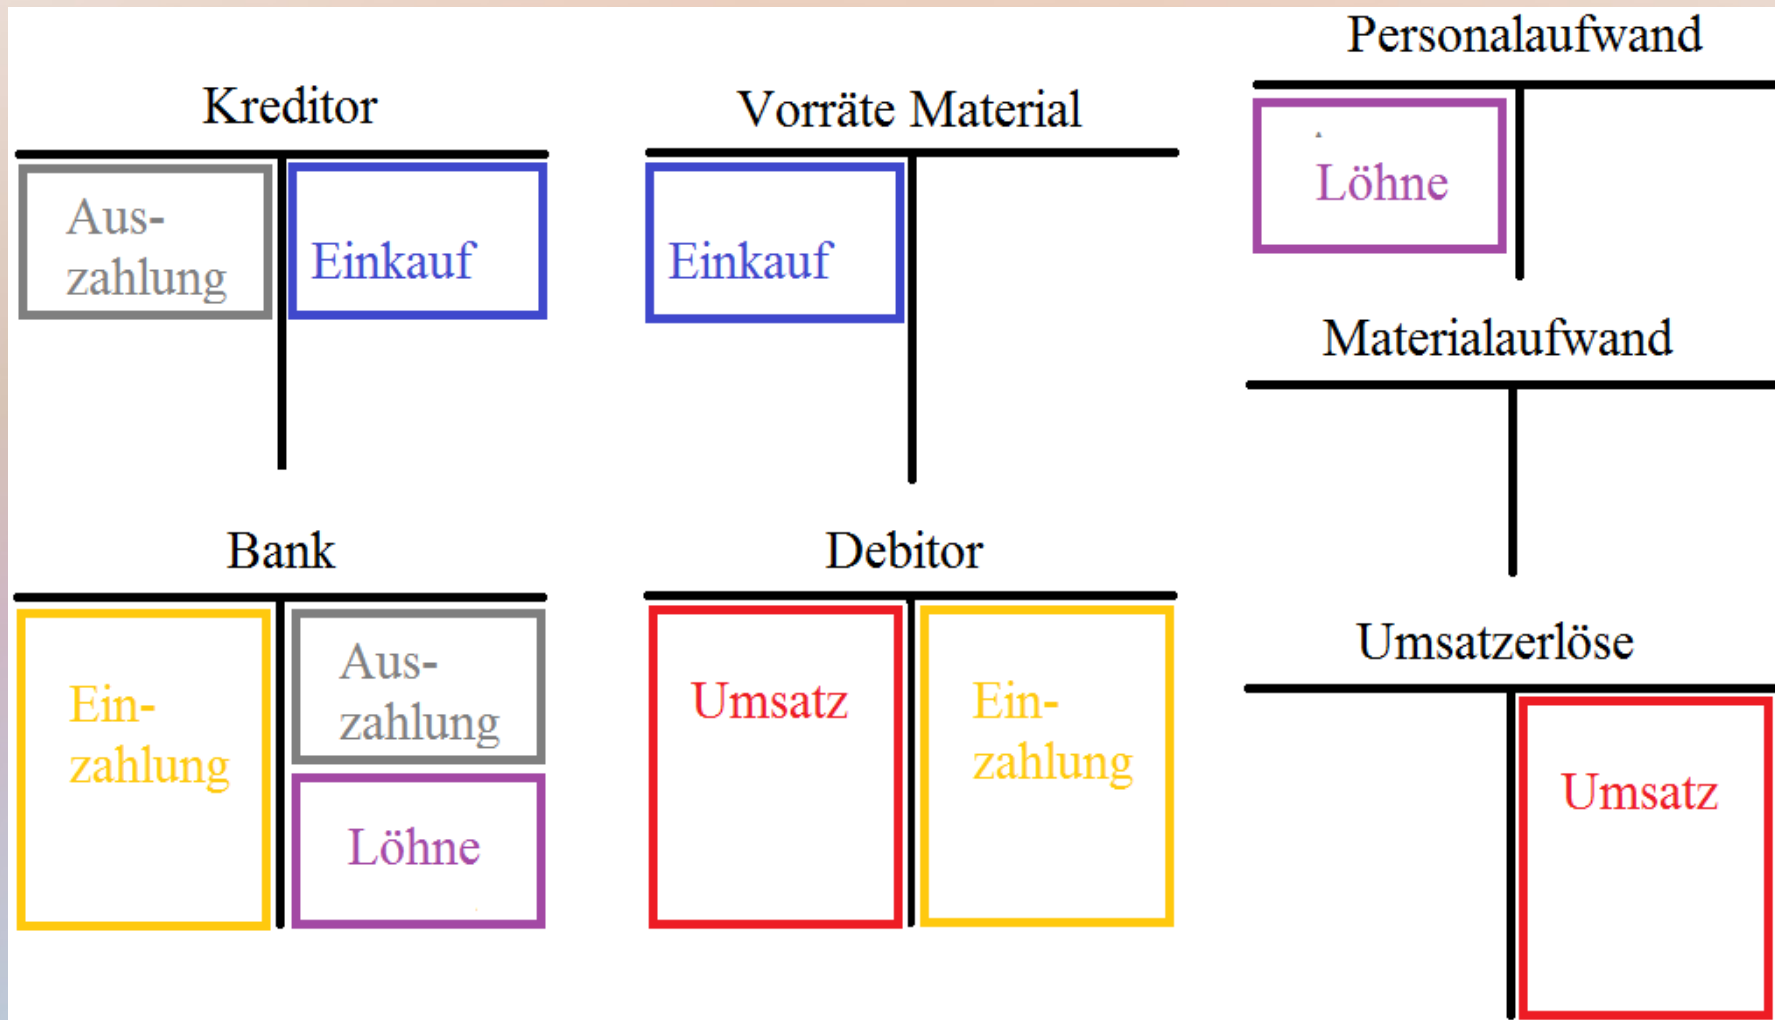 Kreditor
Aus-
zahlung
Einkauf
Vorräte Material
Einkauf
Personalaufwand
Löhne
Materialaufwand
Bank
Ein-
zahlung
Aus-
zahlung
Löhne
Debitor
Umsatz
Ein-
zahlung
Umsatzerlöse
Umsatz